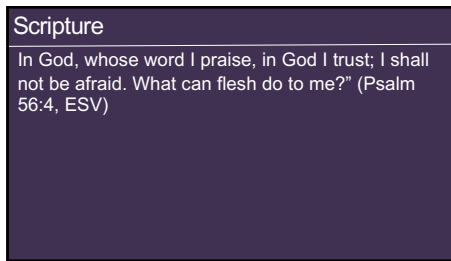 Scripture
In God, whose word I praise, in God I trust; I shall
not be afraid. What can flesh do to me?” (Psalm
56:4, ESV)